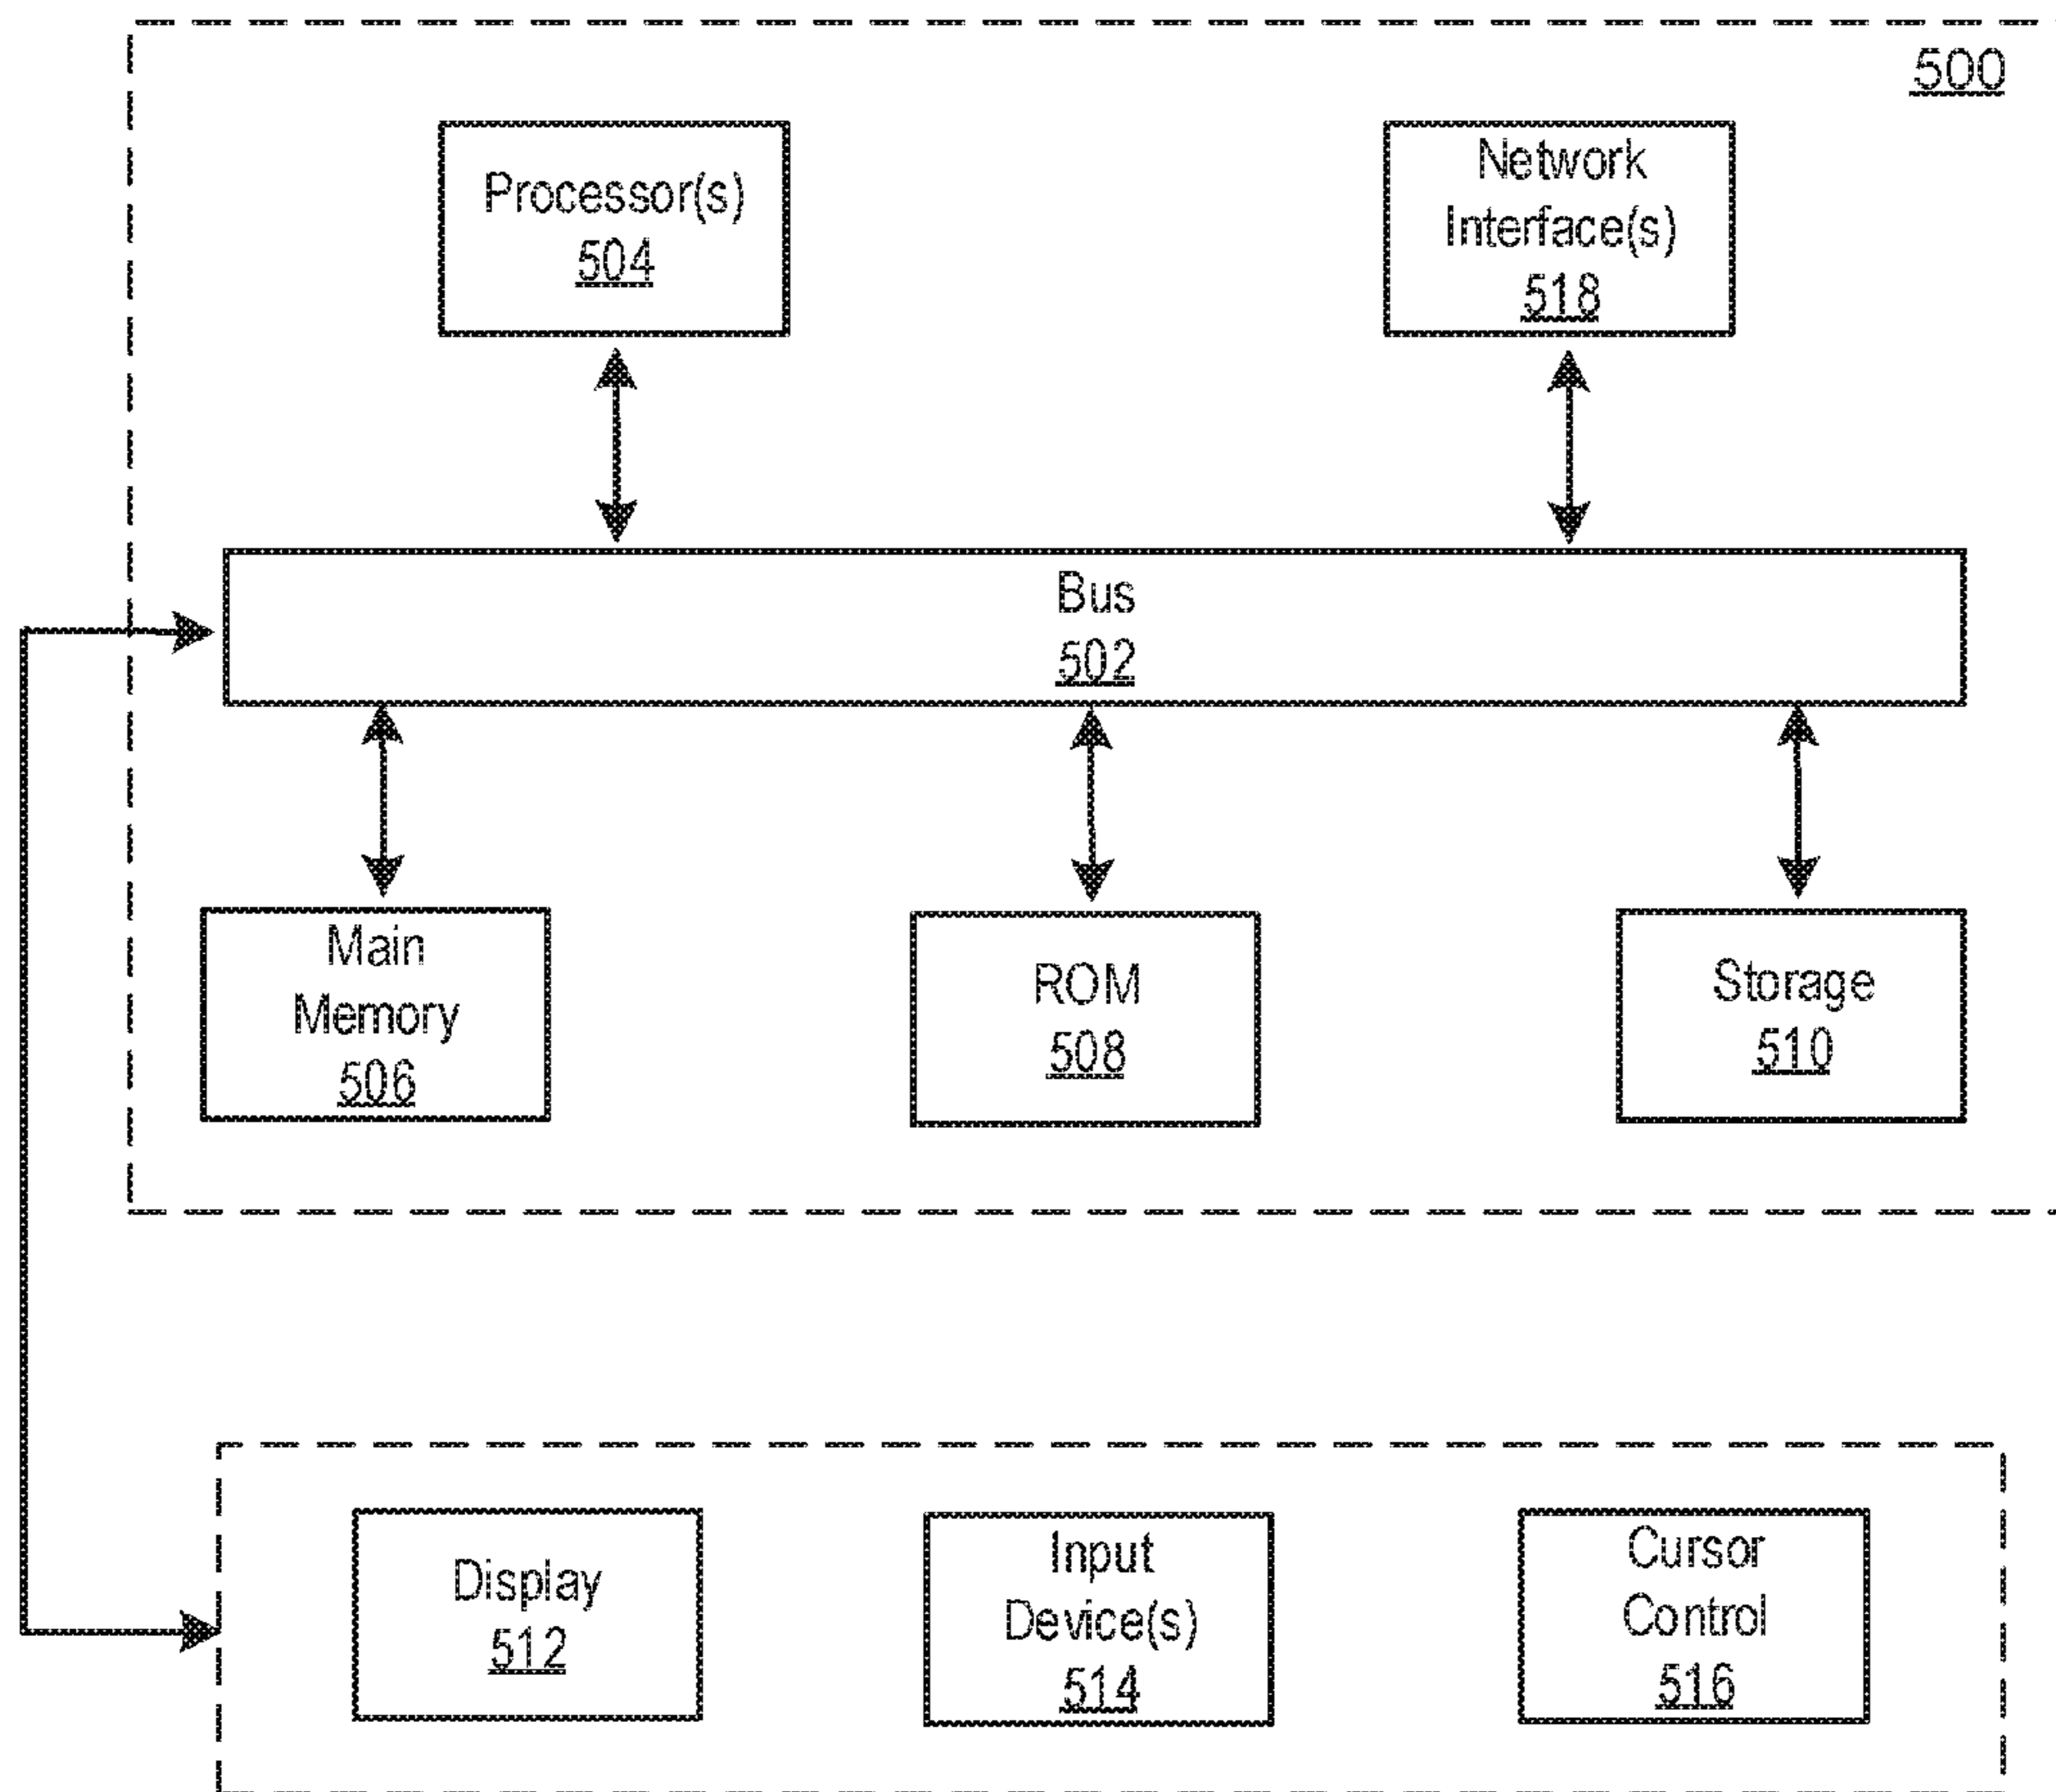 500
Processor(s)
504
Network
Interface(s)
518
Bus
502
Main
Memory
506
ROM
508
Storage
510
Display
512
Input
Device(s)
514
Cursor
Control
516